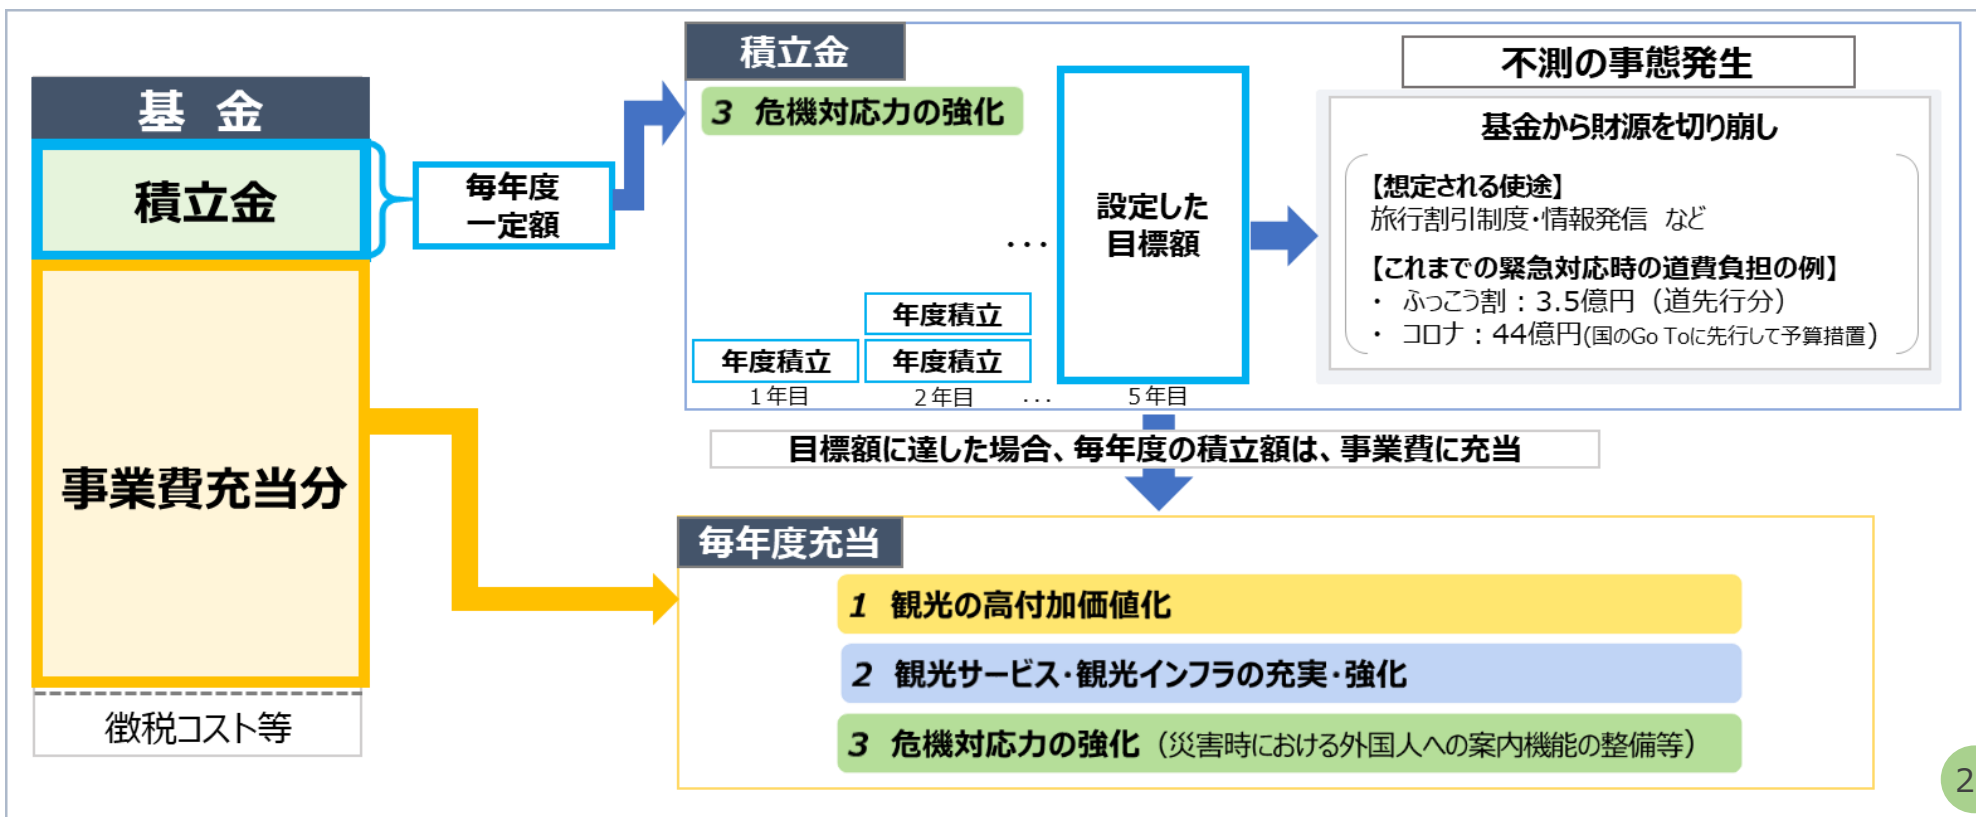 基 金
積立金
毎年度
一定額
事業費充当分
徴税コスト等
積立金
3 危機対応力の強化
年度積立
1年目
年度積立
年度積立
2年目
･･･
･･･
設定した
目標額
5年目
不測の事態発生
基金から財源を切り崩し
【想定される使途】
旅行割引制度・情報発信 など
【これまでの緊急対応時の道費負担の例】
・ ふっこう割：3.5億円（道先行分）
・ コロナ：44億円(国のGo Toに先行して予算措置)
目標額に達した場合、毎年度の積立額は、事業費に充当
毎年度充当
1 観光の高付加価値化
2 観光サービス・観光インフラの充実・強化
3 危機対応力の強化（災害時における外国人への案内機能の整備等）
2